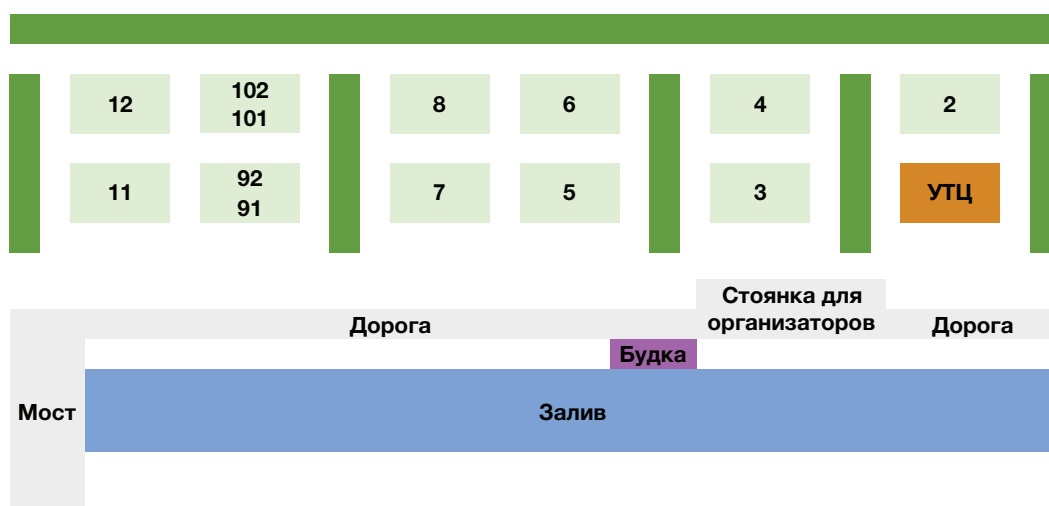 12
102
101
8
6
4
2
11
92
91
7
5
3
УТЦ
Стоянка для
организаторов
Дорога
Дорога
Будка
Мост
Залив